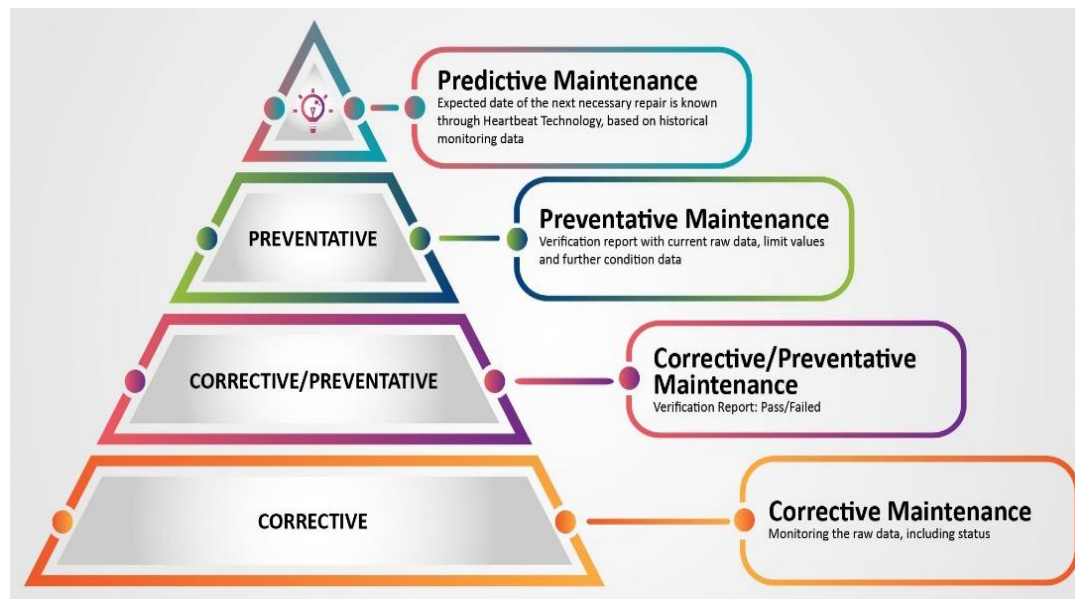 Predictive Maintenance
Expected date of the next necessary repair is known
through Heartbeat Technology, based on historical
monitoring data
PREVENTATIVE
Preventative Maintenance
Verification report with current raw data, limit values
and further condition data
CORRECTIVE/PREVENTATIVE
Corrective/Preventative
Maintenance
Verification Report: Pass/Failed
CORRECTIVE
Corrective Maintenance
Monitoring the raw data, including status